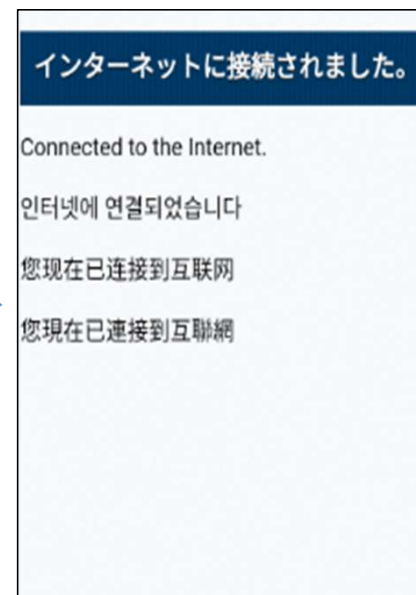 インターネットに接続されました。
Connected to the Internet.
인터넷에 연결되었습니다
您现在已连接到互联网
您現在已連接到互聯網